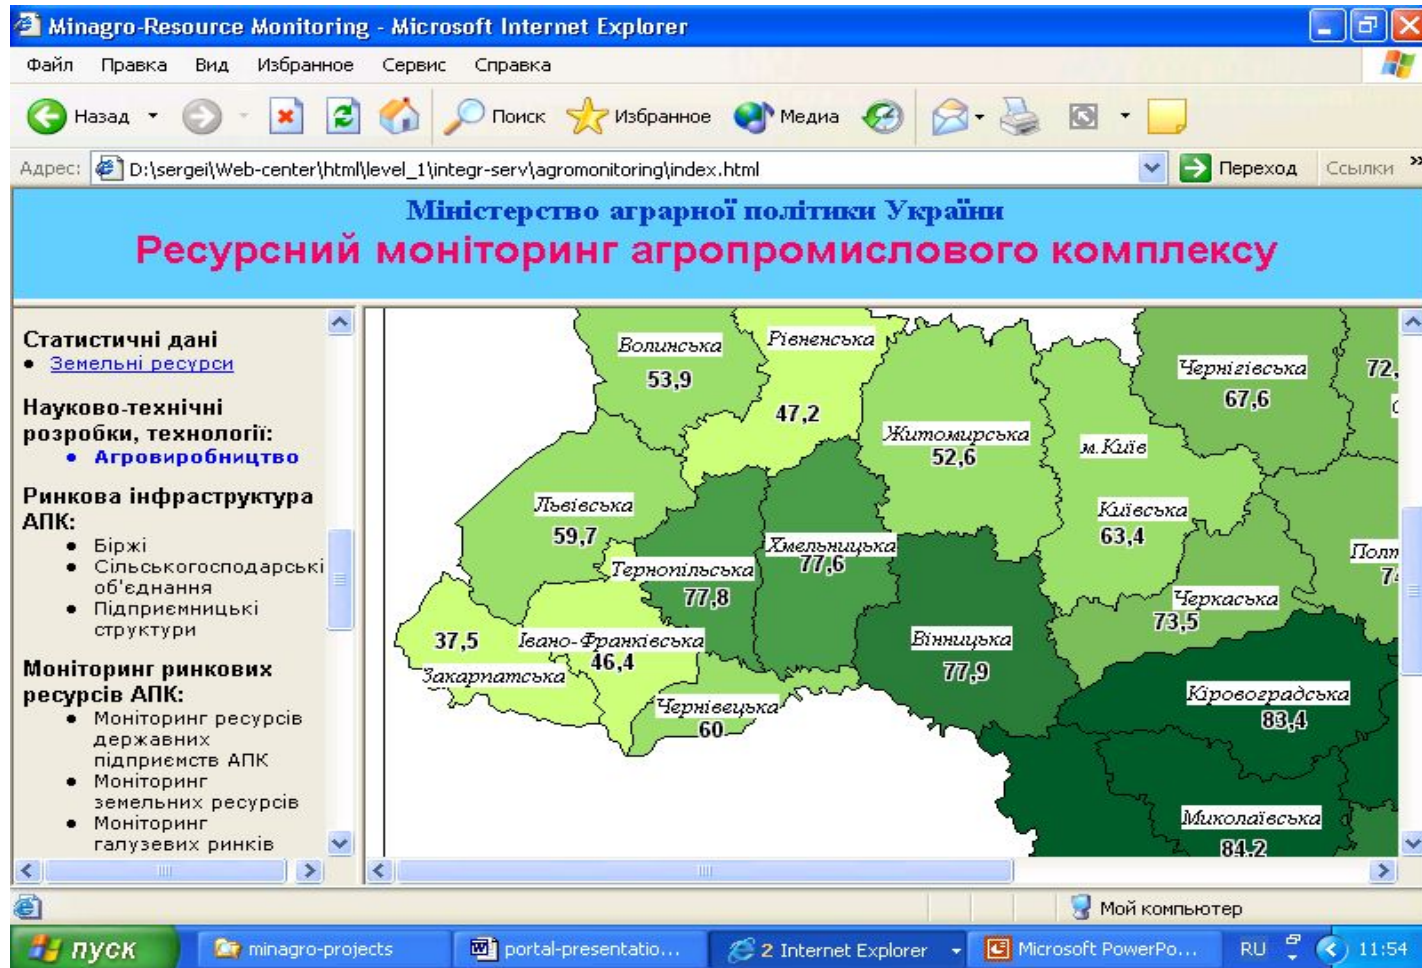 Minagro-Resource Monitoring - Microsoft Internet Explorer
Файл Правка Вид Избранное Сервис Справка
Назад Поиск Избранное Медиа
Адрес: D:\sergei\Web-center\html\level_1\integr-serv\agromonitoring\index.html Переход Ссылки »
Міністерство аграрної політики України
Ресурсний моніторинг агропромислового комплексу
Статистичні дані
• Земельні ресурси
Науково-технічні
розробки, технології:
• Агровиробництво
Ринкова інфраструктура
АПК:
• Біржі
• Сільськогосподарські
об'єднання
• Підприємницькі
структури
Моніторинг ринкових
ресурсів АПК:
• Моніторинг ресурсів
державних
підприємств АПК
• Моніторинг
земельних ресурсів
• Моніторинг
галузевих ринків
Волинська
53,9
Рівненська
47,2
Житомирська
52,6
м.Київ
Київська
63,4
Чернігівська
67,6
72,
Львівська
59,7
Тернопільська
77,8
Хмельницька
77,6
Вінницька
77,9
Черкаська
73,5
Полт
74
37,5
Закарпатська
Івано-Франківська
46,4
Чернівецька
60
Кіровоградська
83,4
Миколаївська
84,2
Мой компьютер
пуск minagro-projects portal-presentatio... 2 Internet Explorer Microsoft PowerPo... RU 11:54